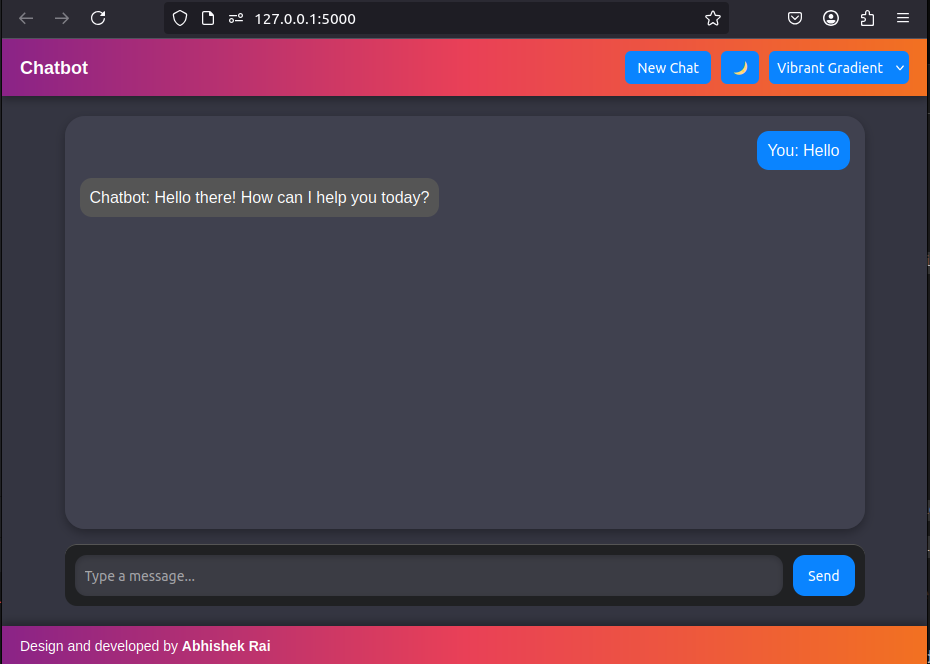 127.0.0.1:5000
Chatbot New Chat 🌙 Vibrant Gradient
You: Hello
Chatbot: Hello there! How can I help you today?
Type a message... Send
Design and developed by Abhishek Rai